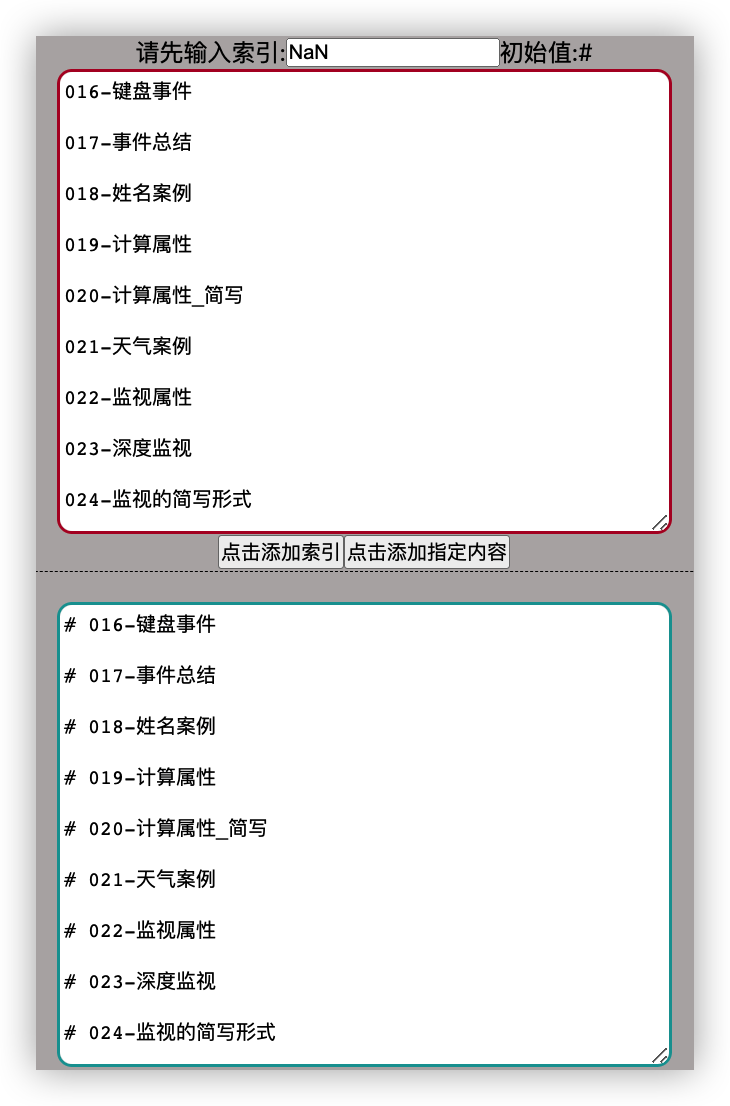 请先输入索引:NaN初始值:#
016-键盘事件
017-事件总结
018-姓名案例
019-计算属性
020-计算属性_简写
021-天气案例
022-监视属性
023-深度监视
024-监视的简写形式
点击添加索引 点击添加指定内容
# 016-键盘事件
# 017-事件总结
# 018-姓名案例
# 019-计算属性
# 020-计算属性_简写
# 021-天气案例
# 022-监视属性
# 023-深度监视
# 024-监视的简写形式